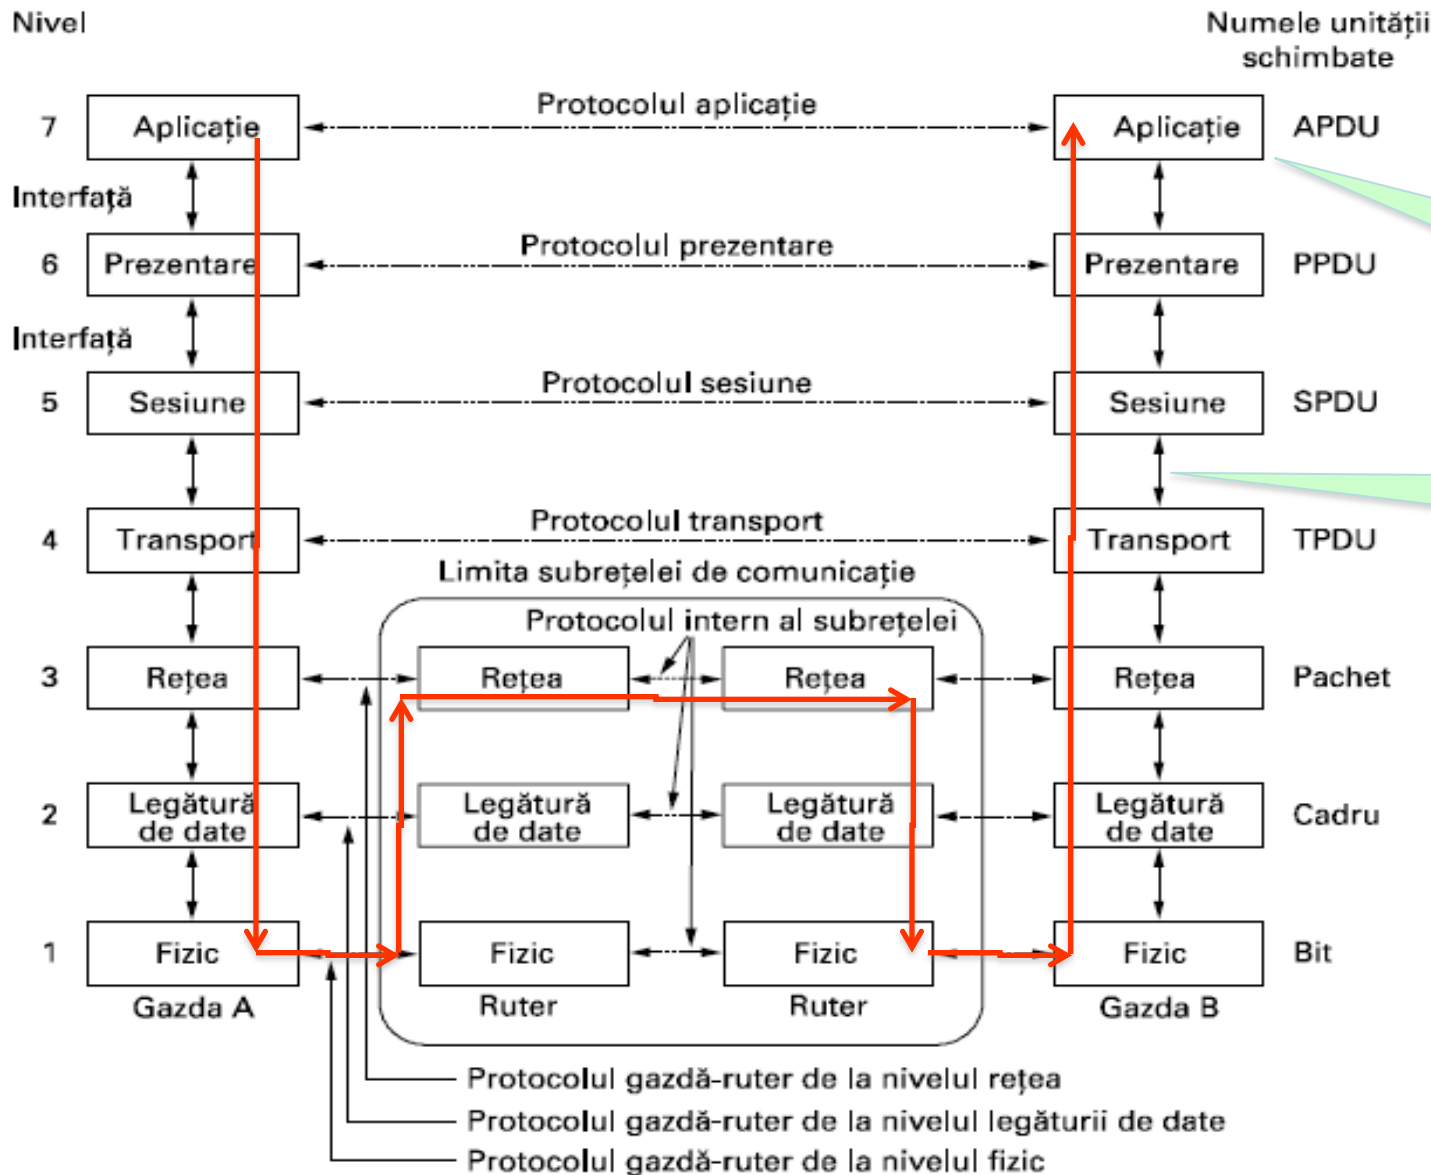 Nivel
Numele unității
schimbate
7
Aplicație
Protocolul aplicație
Aplicație
APDU
Interfață
6
Prezentare
Protocolul prezentare
Prezentare
PPDU
Interfață
5
Sesiune
Protocolul sesiune
Sesiune
SPDU
4
Transport
Protocolul transport
Transport
TPDU
Limita subrețelei de comunicație
Protocolul intern al subrețelei
3
Rețea
Rețea
Rețea
Rețea
Pachet
2
Legătură
de date
Legătură
de date
Legătură
de date
Legătură
de date
Cadru
1
Fizic
Fizic
Fizic
Fizic
Bit
Gazda A
Ruter
Ruter
Gazda B
Protocolul gazdă-ruter de la nivelul rețea
Protocolul gazdă-ruter de la nivelul legăturii de date
Protocolul gazdă-ruter de la nivelul fizic